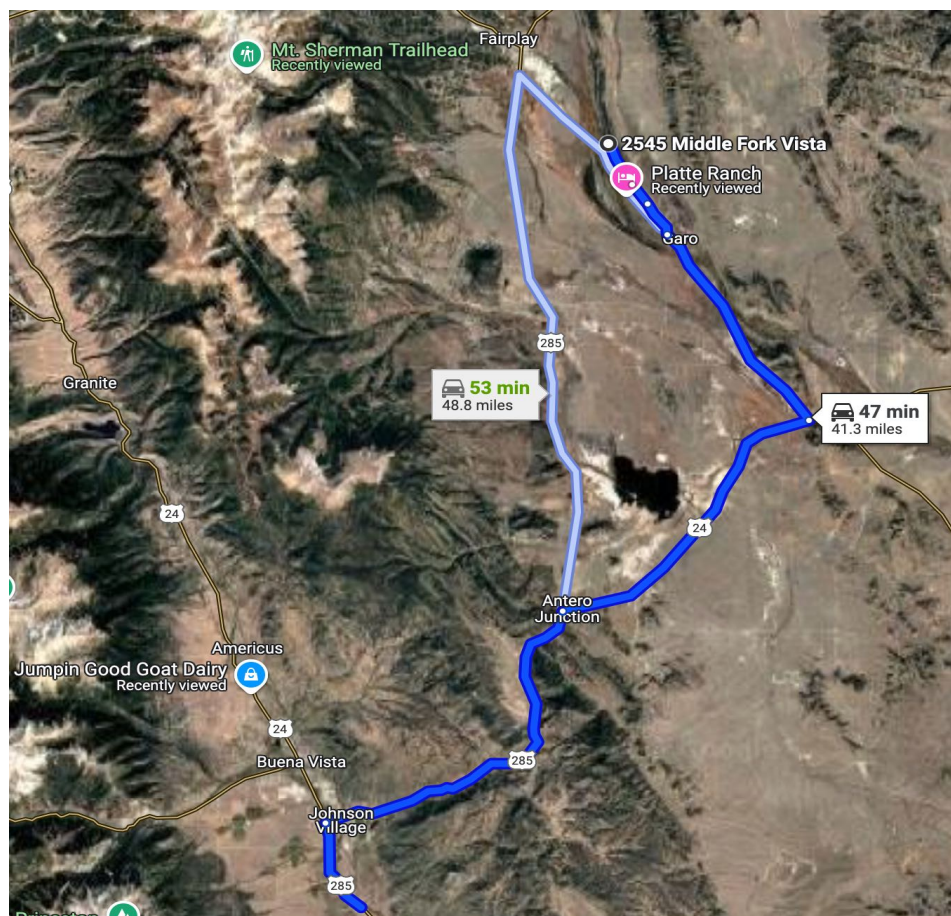 Fairplay
Mt. Sherman Trailhead
Recently viewed
2545 Middle Fork Vista
Platte Ranch
Recently viewed
Garo
285
53 min
48.8 miles
Granite
47 min
41.3 miles
24
24
Antero
Junction
Americus
Jumpin Good Goat Dairy
Recently viewed
24
285
Buena Vista
Johnson
Village
285